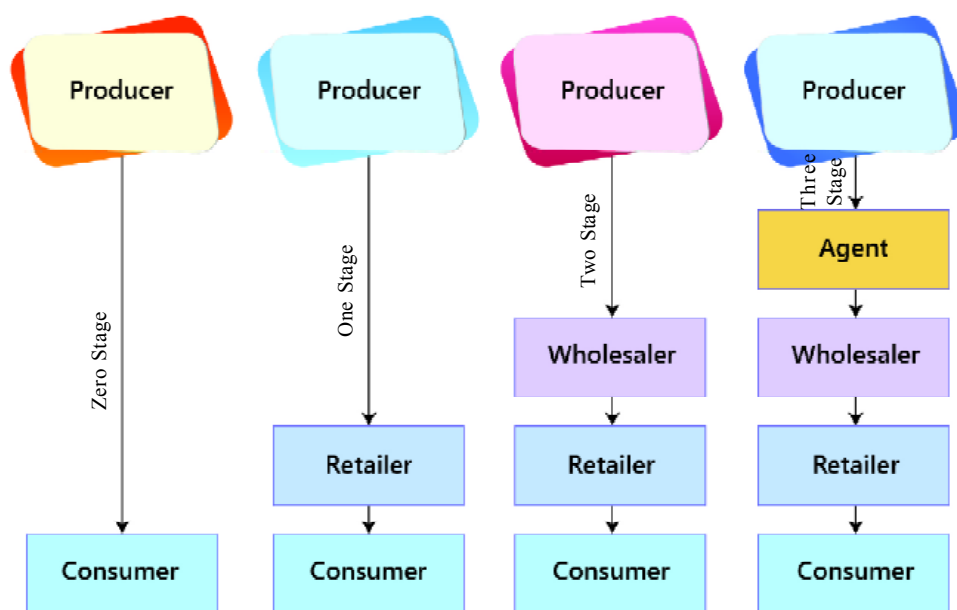 Producer
Zero Stage
Consumer
Producer
One Stage
Retailer
Consumer
Producer
Two Stage
Wholesaler
Retailer
Consumer
Producer
Three
Stage
Agent
Wholesaler
Retailer
Consumer